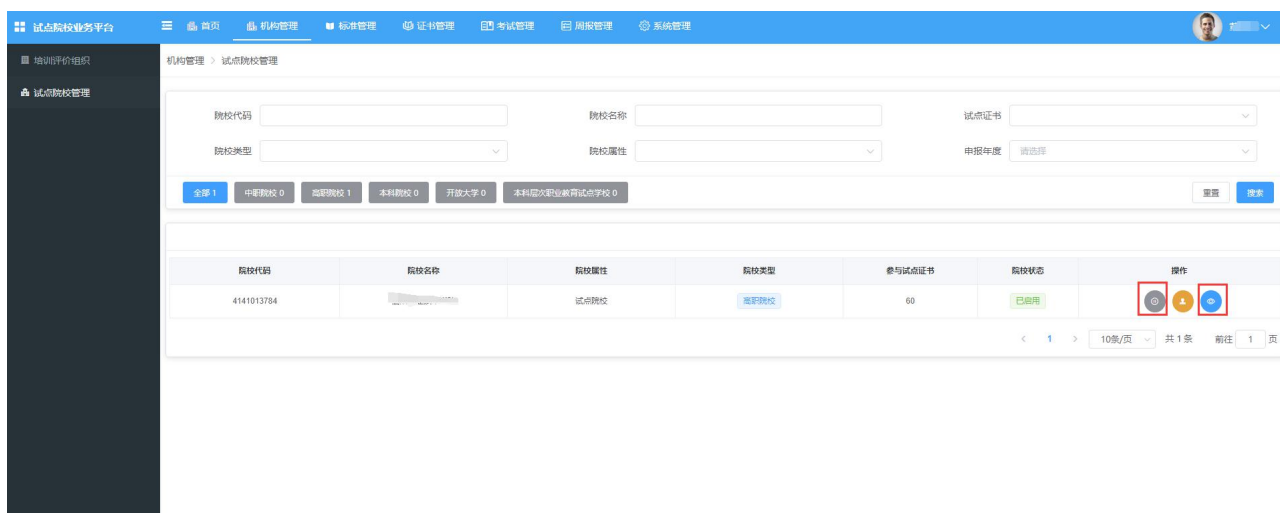 试点院校业务平台 首页 机构管理 标准管理 证书管理 考试管理 周报管理 系统管理
培训评价组织
试点院校管理
机构管理 > 试点院校管理
院校代码 院校名称 试点证书
院校类型 院校属性 申报年度 请选择
全部 1 中职院校 0 高职院校 1 本科院校 0 开放大学 0 本科层次职业教育试点学校 0 重置 搜索
院校代码 院校名称 院校属性 院校类型 参与试点证书 院校状态 操作
4141013784 试点院校 高职院校 60 已启用
< 1 > 10条/页 共 1 条 前往 1 页